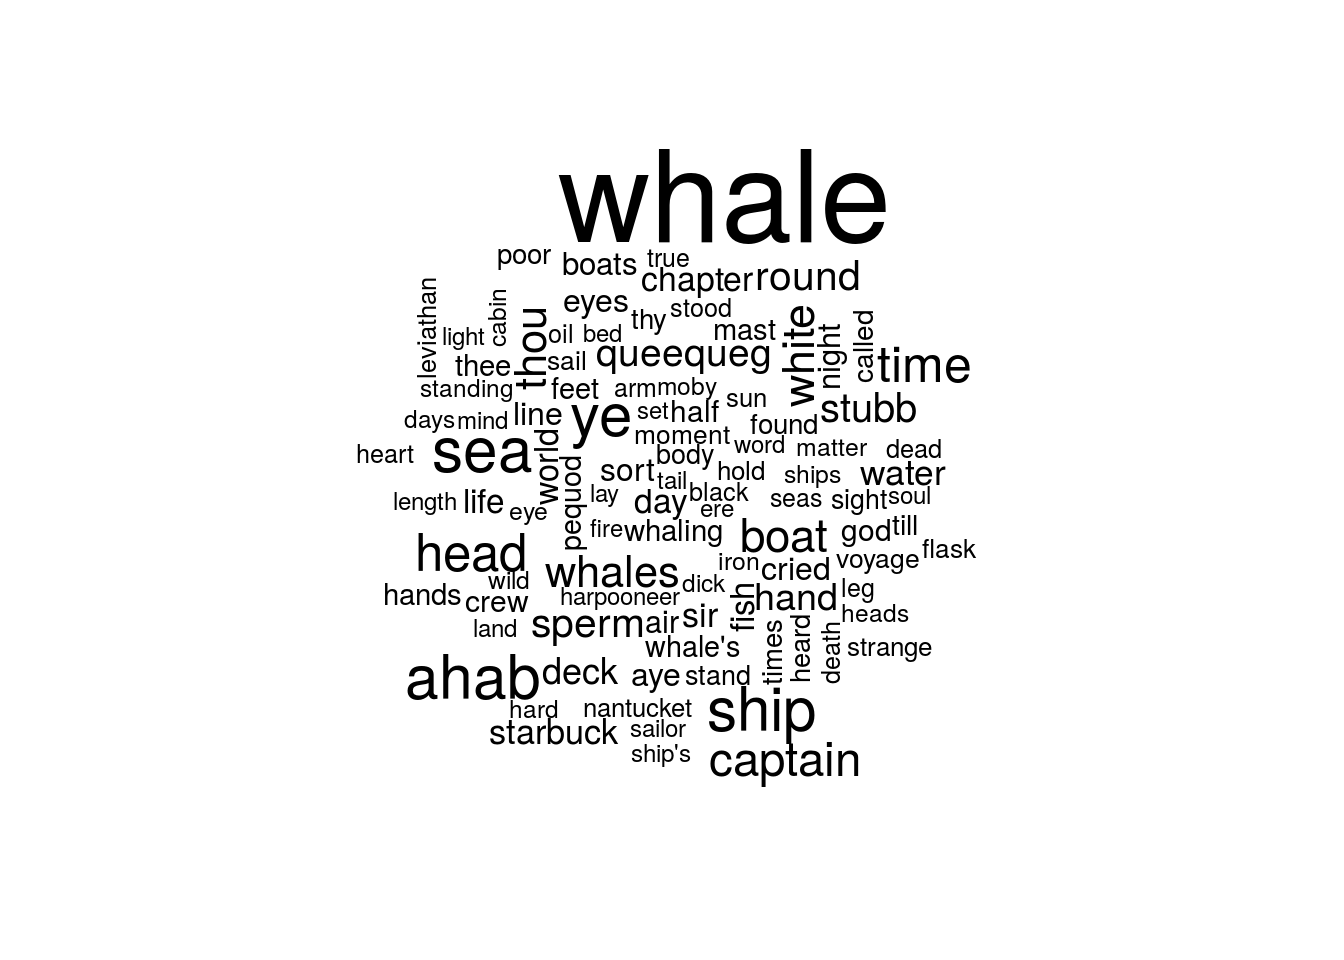 whale
poor boats true
chapter round
leviathan cabin eyes thy stood
light thou oil bed mast white night called
thee sail queequeg time
standing feet arm moby sun
days mind line ye set half found stubb
heart sea world moment word matter dead
sort body tail hold ships water
length life eye pequod lay day black ere seas sight soul
fire whaling boat god till
head iron cried voyage flask
wild whales dick leg
hands crew harpooneer fish hand heads
land sperm air sir times heard death strange
whale's
ahab deck aye stand
hard nantucket ship
starbuck sailor
ship's captain